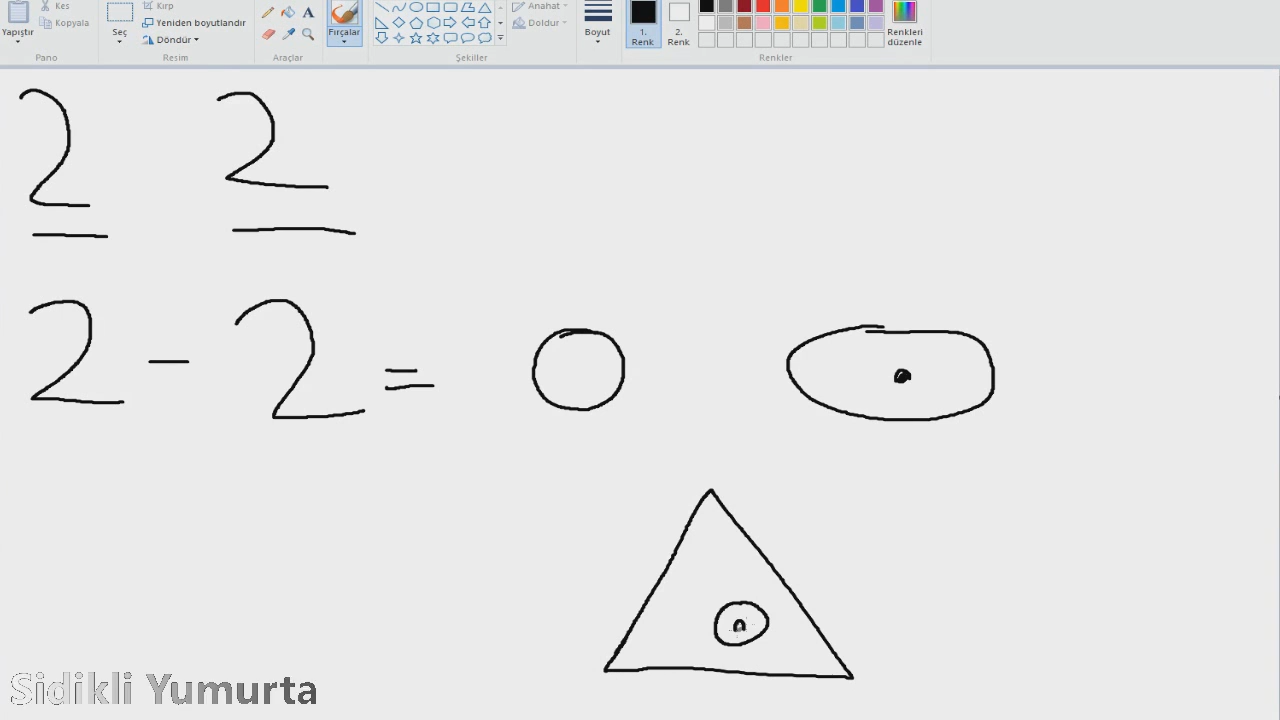 Kes
Kırp
Anahat
Yapıştır
Kopyala
Seç
Yeniden boyutlandır
Döndür
A
Fırçalar
Doldur
Boyut
1.
Renk
2.
Renk
Renkleri
düzenle
Pano
Resim
Araçlar
Şekiller
Renkler
2 2
2 - 2 = 0
Sidikli Yumurta